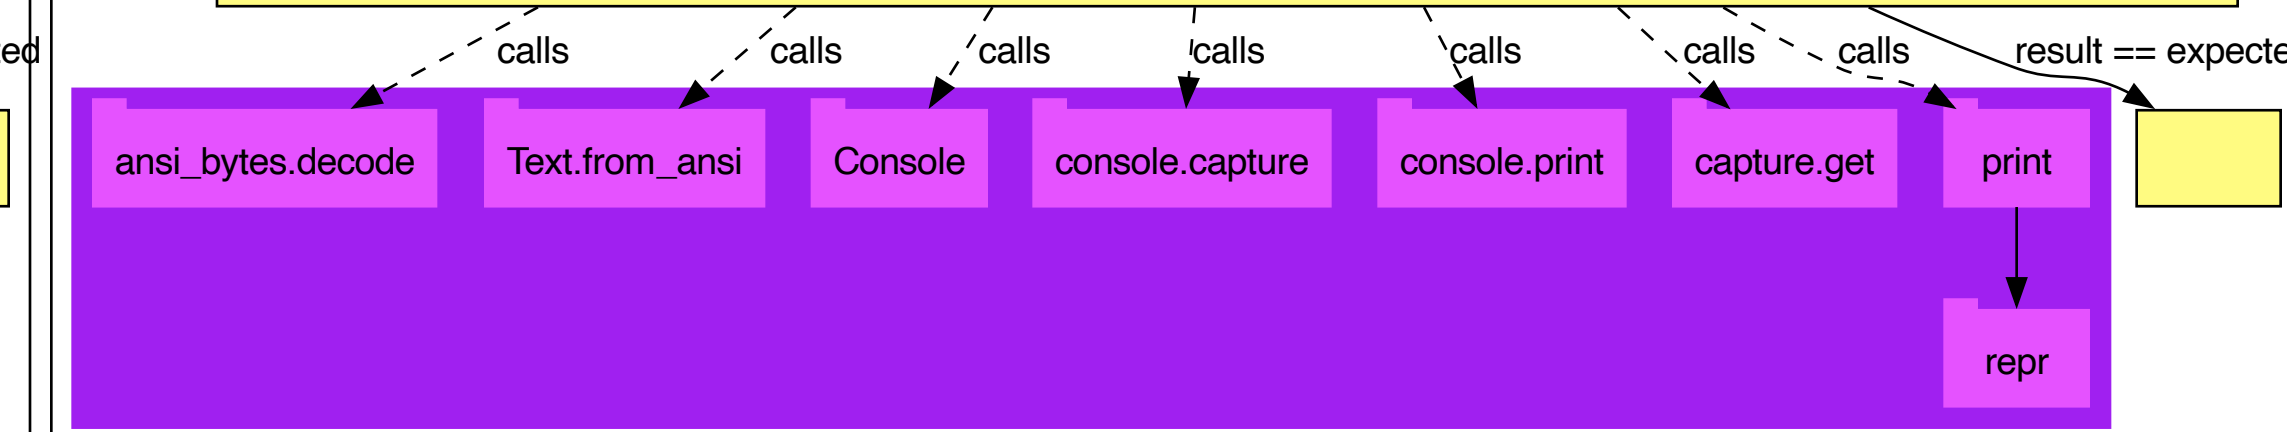 calls calls calls calls calls calls calls result == expecte
ed
ansi_bytes.decode Text.from_ansi Console console.capture console.print capture.get print
repr